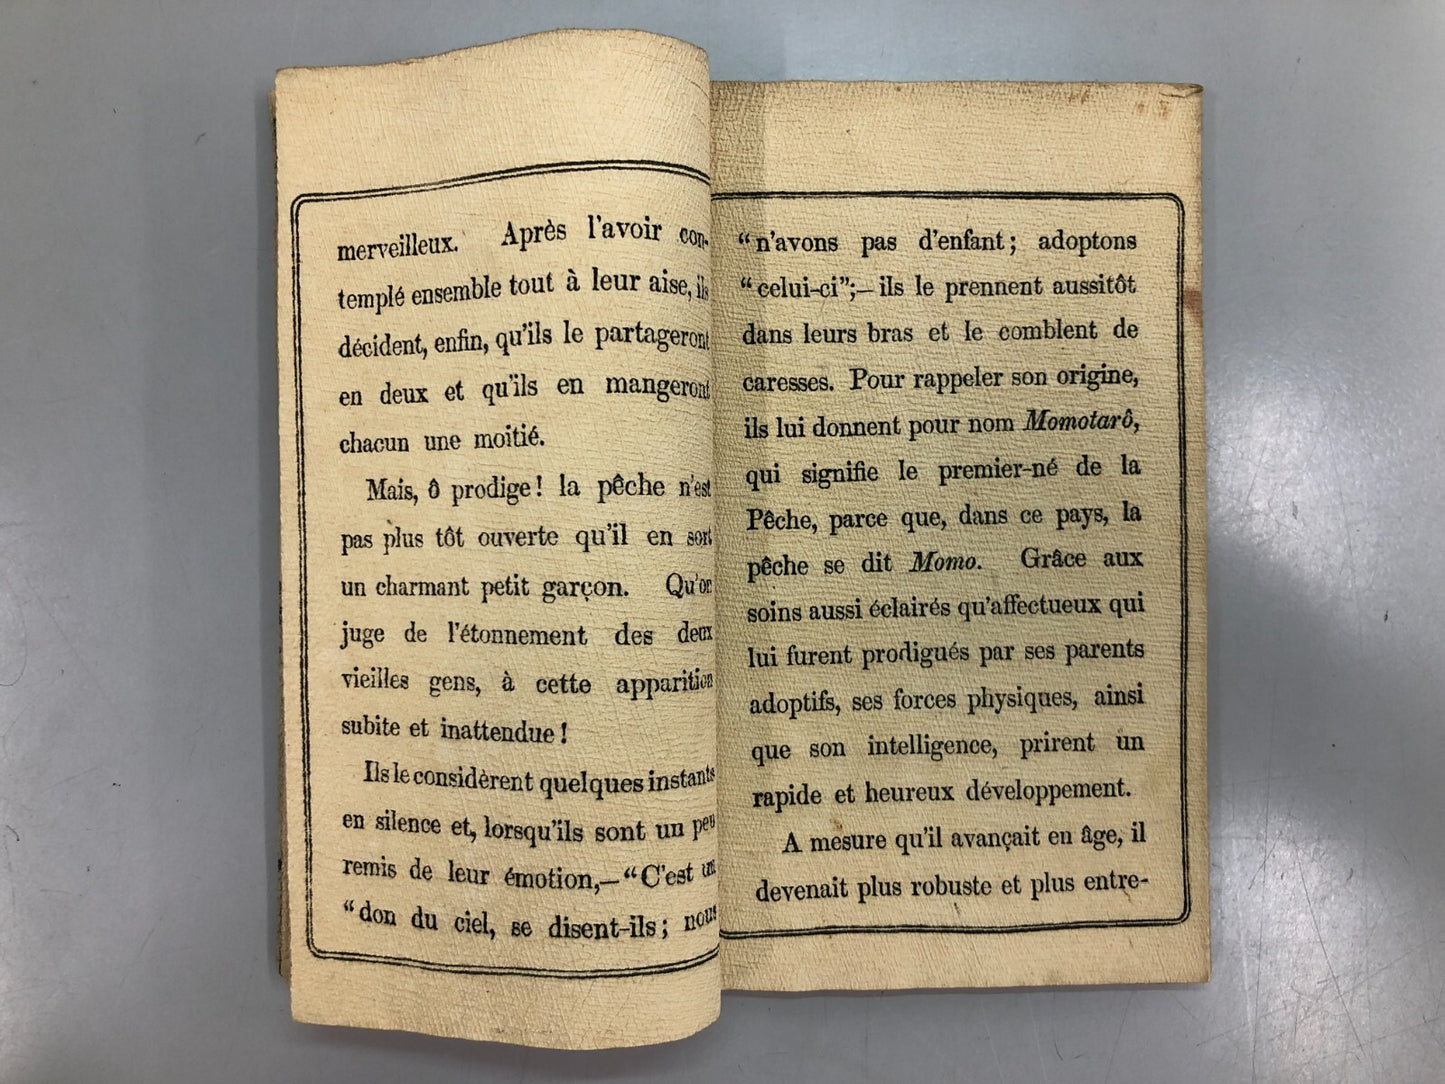 merveilleux. Après l'avoir con-
templé ensemble tout à leur aise, ils
décident, enfin, qu'ils le partageront
en deux et qu'ils en mangeront
chacun une moitié.
Mais, ô prodige! la pêche n'est
pas plus tôt ouverte qu'il en sort
un charmant petit garçon. Qu'on
juge de l'étonnement des deux
vieilles gens, à cette apparition
subite et inattendue!
Ils le considèrent quelques instants
en silence et, lorsqu'ils sont un peu
remis de leur émotion,—“C'est un
“don du ciel, se disent-ils; nous
“n'avons pas d'enfant; adoptons
“celui-ci”;—ils le prennent aussitôt
dans leurs bras et le comblent de
caresses. Pour rappeler son origine,
ils lui donnent pour nom Momotarô,
qui signifie le premier-né de la
Pêche, parce que, dans ce pays, la
pêche se dit Momo. Grâce aux
soins aussi éclairés qu'affectueux qui
lui furent prodigués par ses parents
adoptifs, ses forces physiques, ainsi
que son intelligence, prirent un
rapide et heureux développement.
A mesure qu'il avançait en âge, il
devenait plus robuste et plus entre-